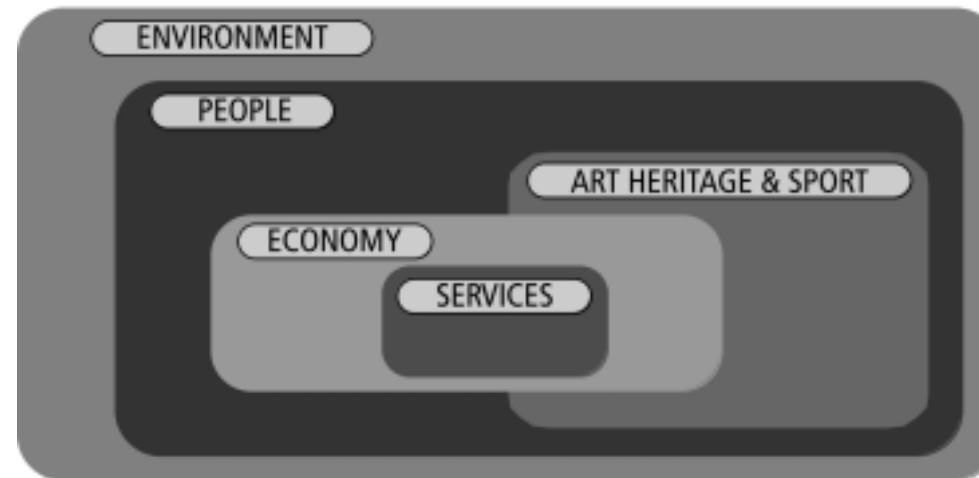 ENVIRONMENT
PEOPLE
ART HERITAGE & SPORT
ECONOMY
SERVICES